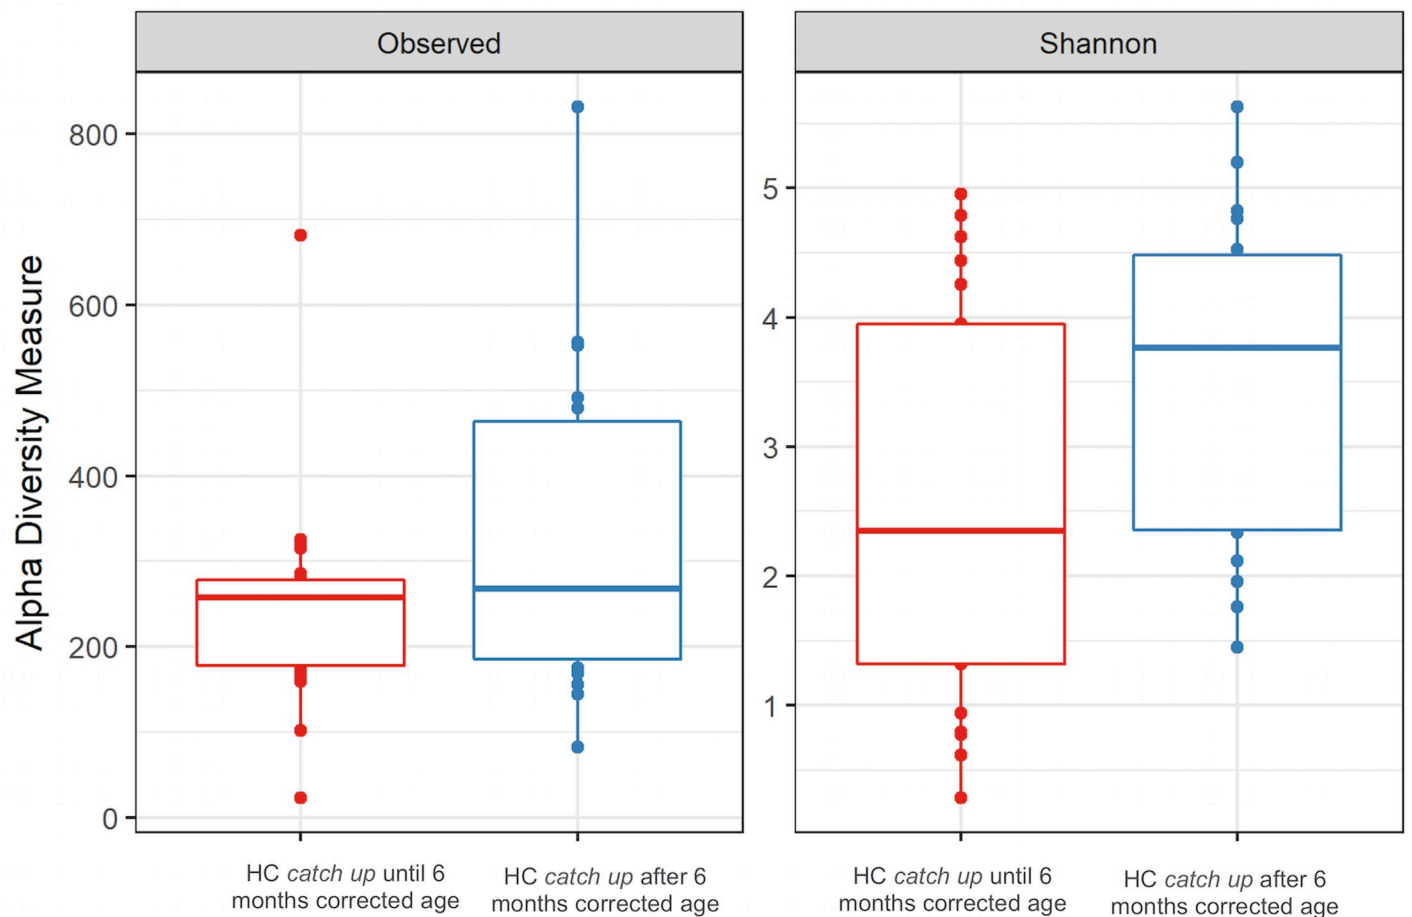 Observed
Shannon
Alpha Diversity Measure
800
600
400
200
0
5
4
3
2
1
HC catch up until 6
months corrected age
HC catch up after 6
months corrected age
HC catch up until 6
months corrected age
HC catch up after 6
months corrected age